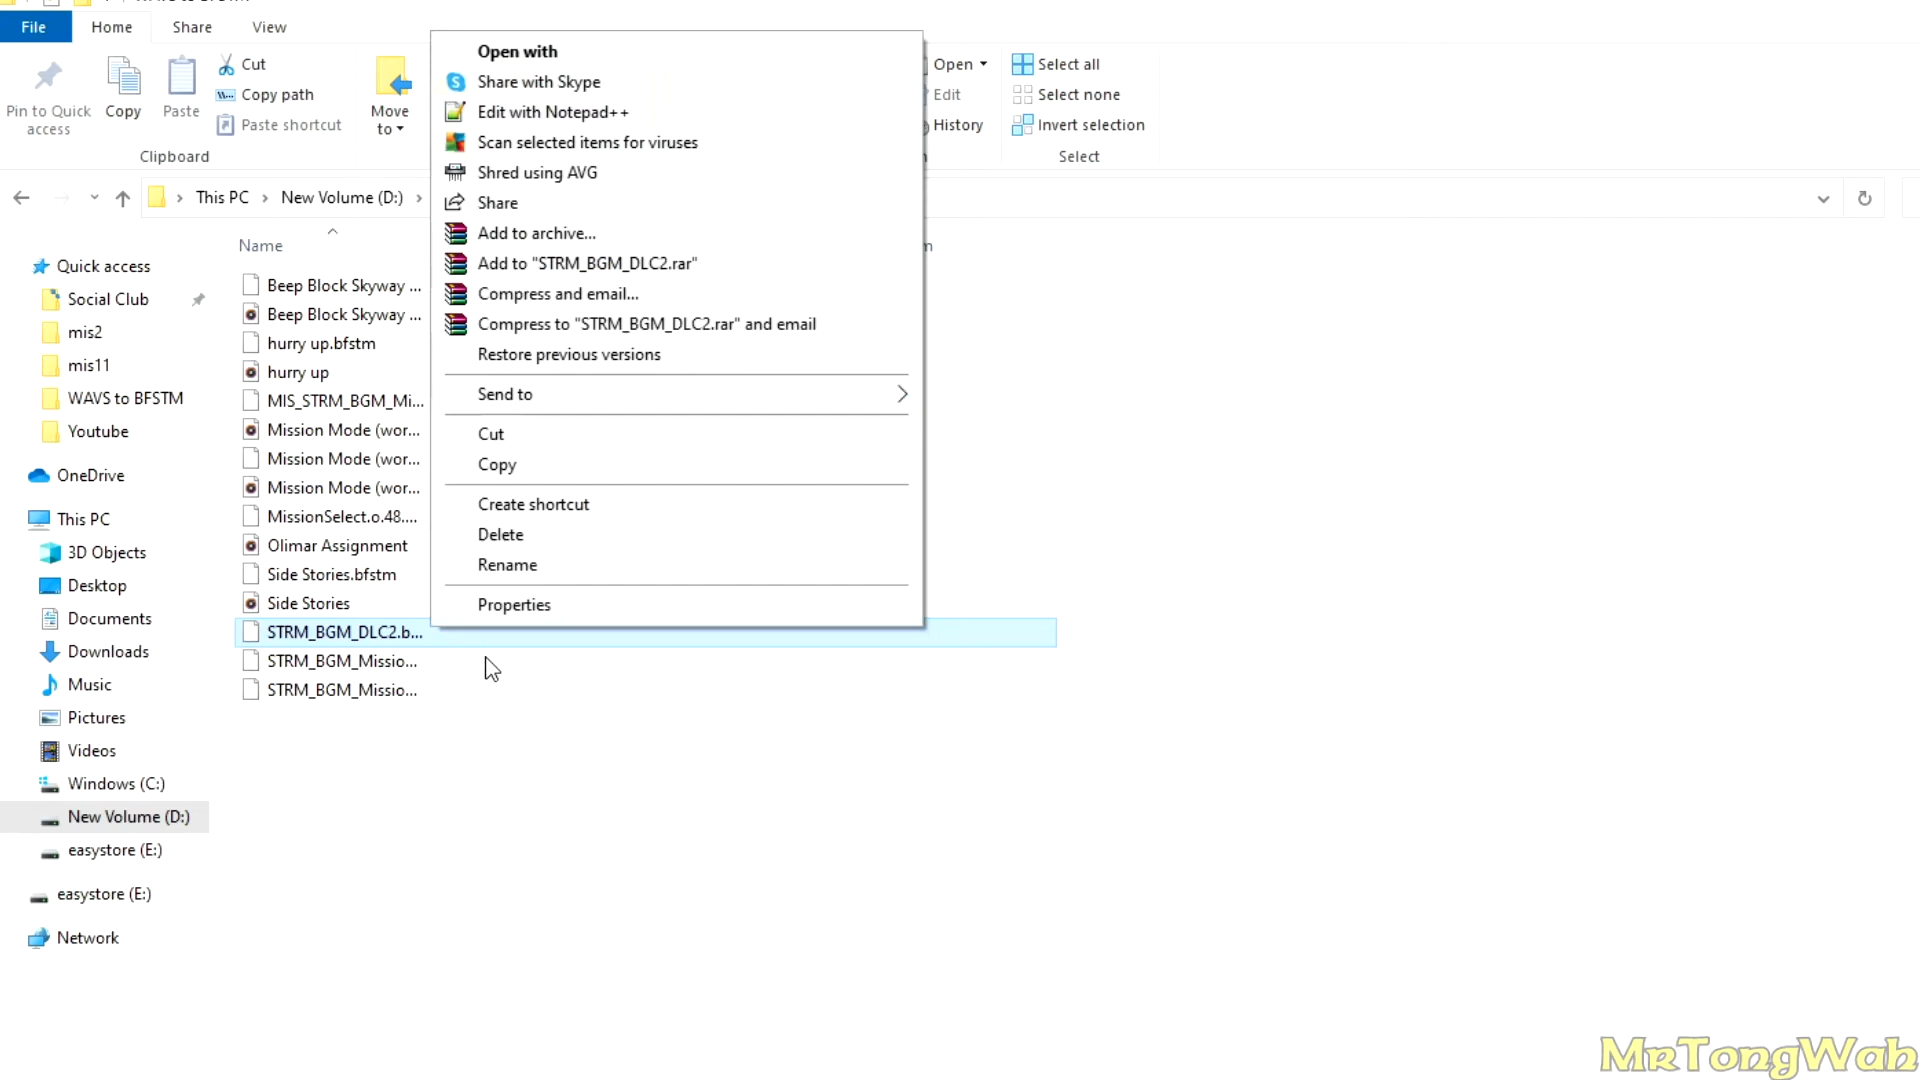 File Home Share View
Pin to Quick access
Copy
Paste
Cut
Copy path
Paste shortcut
Clipboard
Move to
Open
Edit
History
Select all
Select none
Invert selection
Select
This PC New Volume (D:)
Name
Quick access
Social Club
mis2
mis11
WAVS to BFSTM
Youtube
OneDrive
This PC
3D Objects
Desktop
Documents
Downloads
Music
Pictures
Videos
Windows (C:)
New Volume (D:)
easystore (E:)
easystore (E:)
Network
Beep Block Skyway ...
Beep Block Skyway ...
hurry up.bfstm
hurry up
MIS_STRM_BGM_Mi...
Mission Mode (wor...
Mission Mode (wor...
Mission Mode (wor...
MissionSelect.o.48....
Olimar Assignment
Side Stories.bfstm
Side Stories
STRM_BGM_DLC2.b...
STRM_BGM_Missio...
STRM_BGM_Missio...
Open with
Share with Skype
Edit with Notepad++
Scan selected items for viruses
Shred using AVG
Share
Add to archive...
Add to "STRM_BGM_DLC2.rar"
Compress and email...
Compress to "STRM_BGM_DLC2.rar" and email
Restore previous versions
Send to
Cut
Copy
Create shortcut
Delete
Rename
Properties
MrTongWah